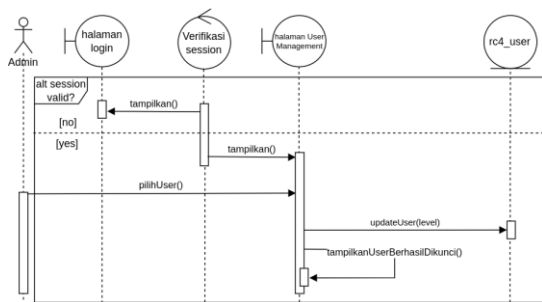 halaman
login
Verifikasi
session
halaman User
Management
rc4_user
Admin
alt session
valid?
tampilkan()
[no]
[yes]
tampilkan()
pilihUser()
updateUser(level)
tampilkanUserBerhasilDikunci()